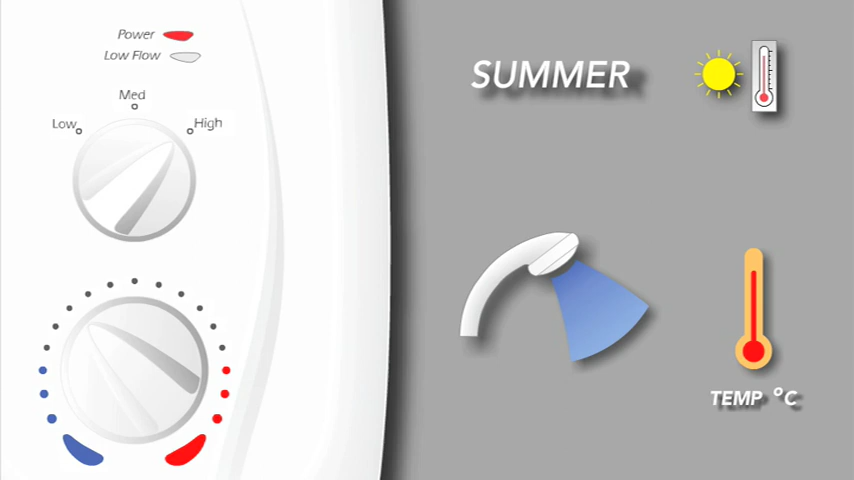 Power
Low Flow
Med
Low
High
SUMMER
TEMP °C